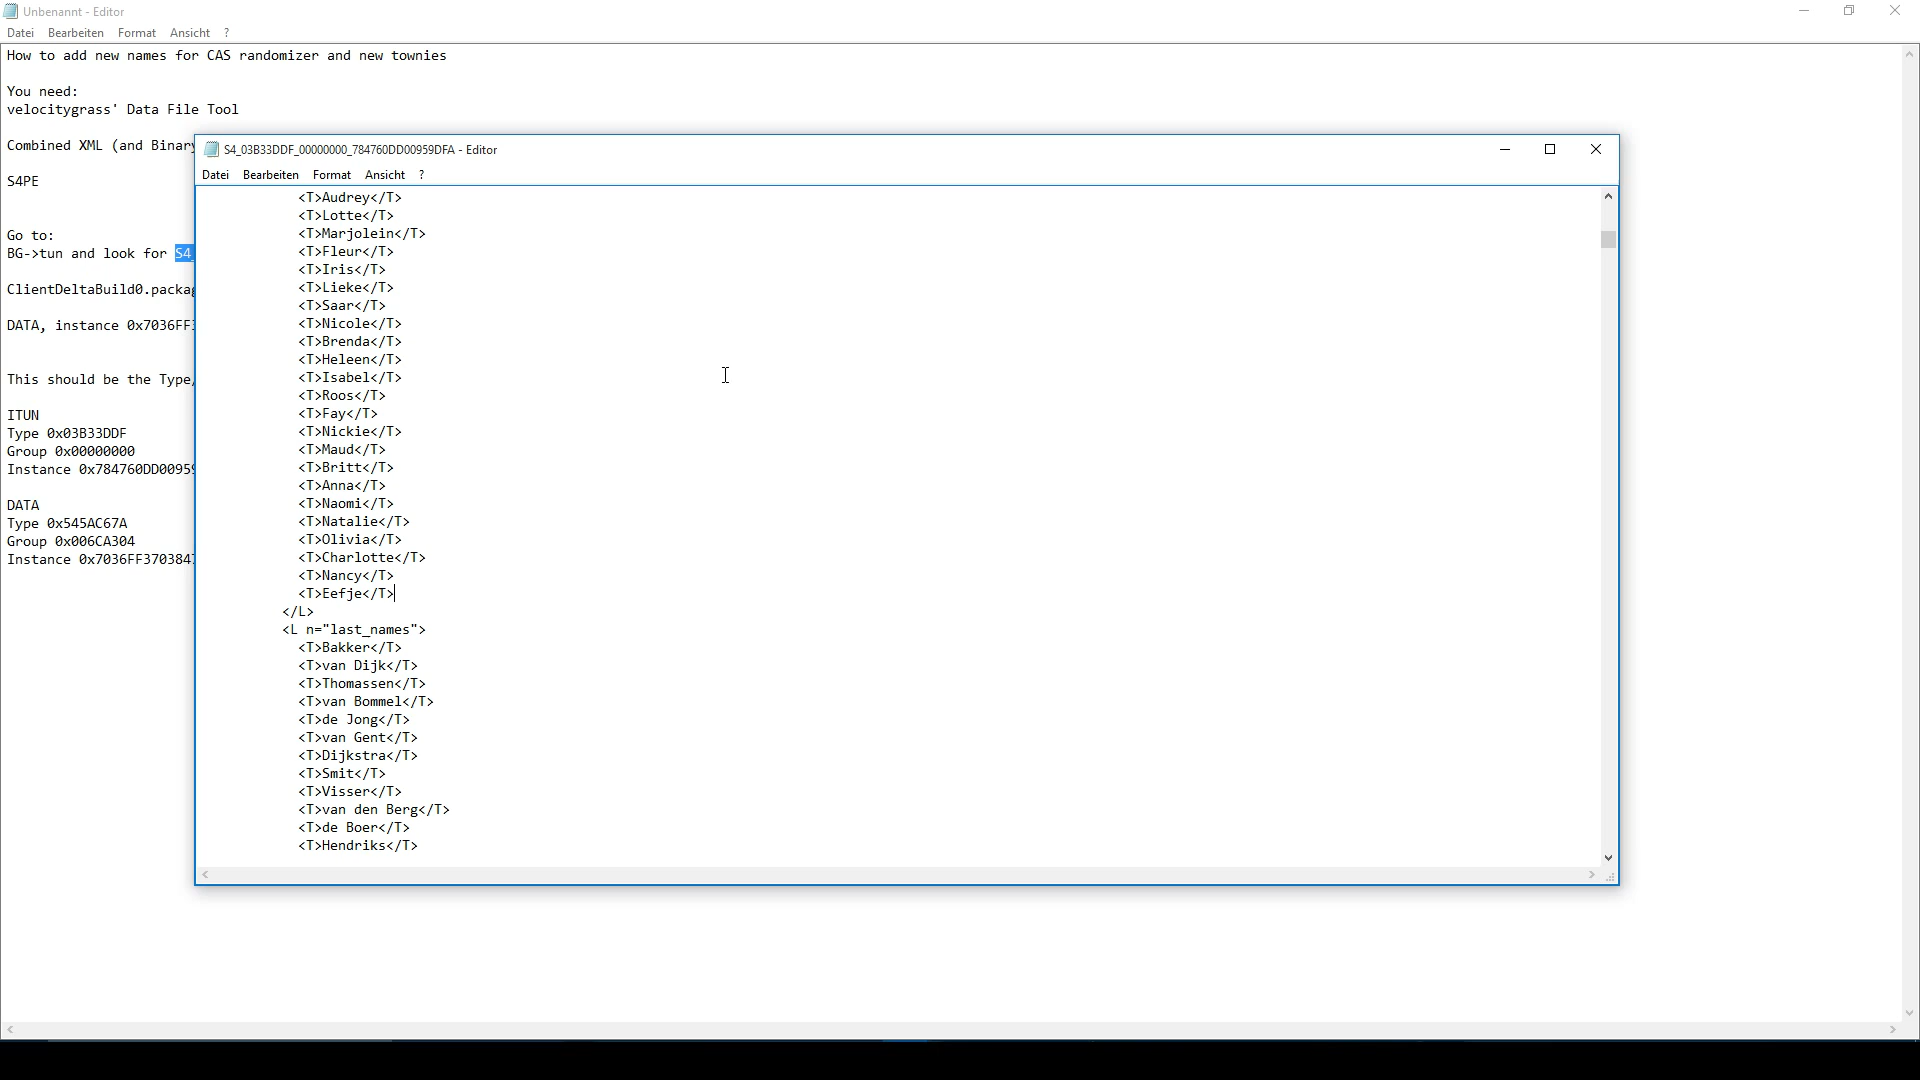 Unbenannt - Editor
Datei Bearbeiten Format Ansicht ?
How to add new names for CAS randomizer and new townies
You need:
velocitygrass' Data File Tool
Combined XML (and Binary
S4PE
Go to:
BG->tun and look for S4_
ClientDeltaBuild0.packag
DATA, instance 0x7036FF3
This should be the Type,
ITUN
Type 0x03B33DDF
Group 0x00000000
Instance 0x784760DD00959
DATA
Type 0x545AC67A
Group 0x006CA304
Instance 0x7036FF3703841
S4_03B33DDF_00000000_784760DD00959DFA - Editor
Datei Bearbeiten Format Ansicht ?
<T>Audrey</T>
<T>Lotte</T>
<T>Marjolein</T>
<T>Fleur</T>
<T>Iris</T>
<T>Lieke</T>
<T>Saar</T>
<T>Nicole</T>
<T>Brenda</T>
<T>Heleen</T>
<T>Isabel</T>
<T>Roos</T>
<T>Fay</T>
<T>Nickie</T>
<T>Maud</T>
<T>Britt</T>
<T>Anna</T>
<T>Naomi</T>
<T>Natalie</T>
<T>Olivia</T>
<T>Charlotte</T>
<T>Nancy</T>
<T>Eefje</T>
</L>
<L n="last_names">
<T>Bakker</T>
<T>van Dijk</T>
<T>Thomassen</T>
<T>van Bommel</T>
<T>de Jong</T>
<T>van Gent</T>
<T>Dijkstra</T>
<T>Smit</T>
<T>Visser</T>
<T>van den Berg</T>
<T>de Boer</T>
<T>Hendriks</T>